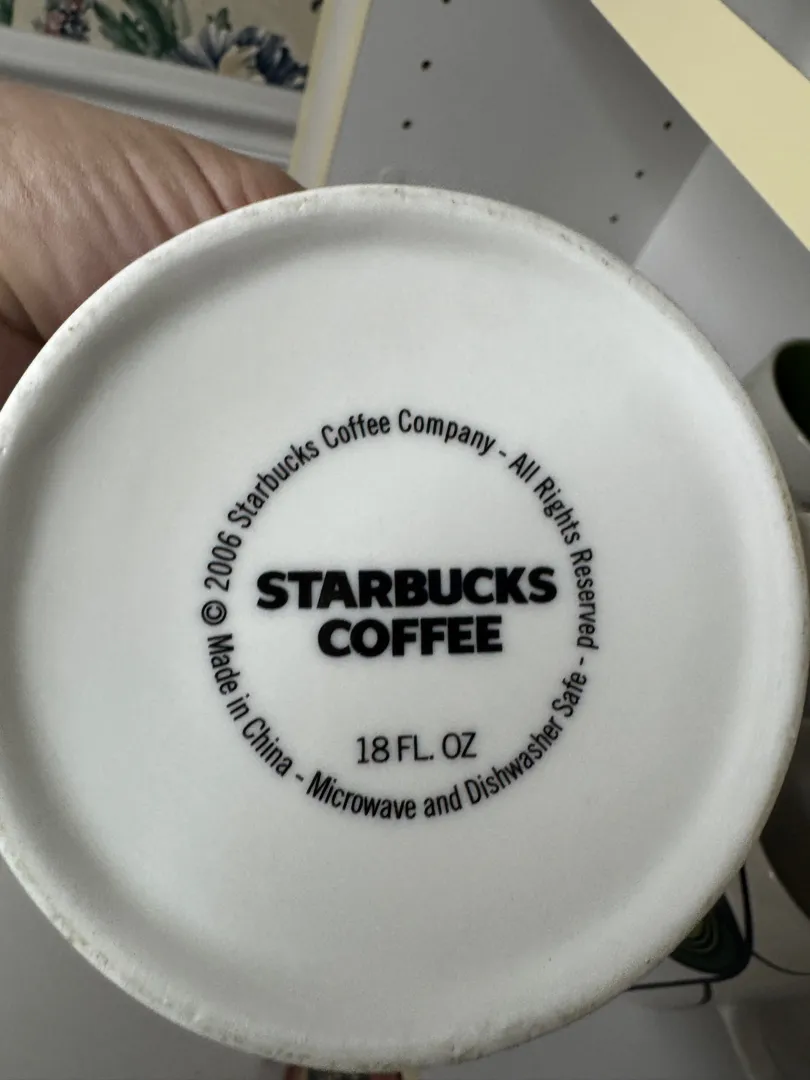 © 2006 Starbucks Coffee Company - All Rights Reserved -
STARBUCKS
COFFEE
18 FL. OZ
Made in China - Microwave and Dishwasher Safe -